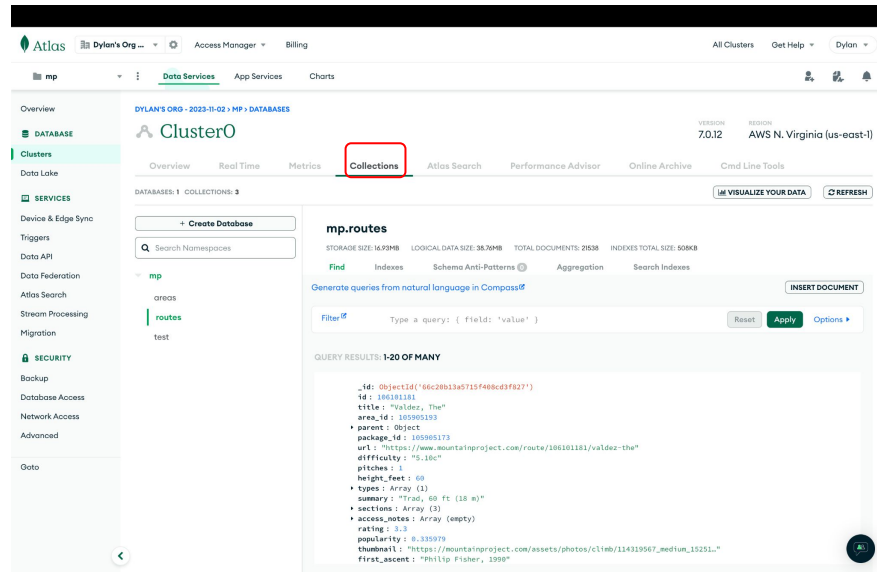 Atlas
Dylan's Org ...
Access Manager
Billing
All Clusters
Get Help
Dylan
mp
Data Services
App Services
Charts
Overview
DATABASE
Clusters
Data Lake
SERVICES
Device & Edge Sync
Triggers
Data API
Data Federation
Atlas Search
Stream Processing
Migration
SECURITY
Backup
Database Access
Network Access
Advanced
Goto
DYLAN'S ORG - 2023-11-02 > MP > DATABASES
Cluster0
VERSION
7.0.12
REGION
AWS N. Virginia (us-east-1)
Overview
Real Time
Metrics
Collections
Atlas Search
Performance Advisor
Online Archive
Cmd Line Tools
DATABASES: 1 COLLECTIONS: 3
VISUALIZE YOUR DATA
REFRESH
+ Create Database
Search Namespaces
mp
areas
routes
test
mp.routes
STORAGE SIZE: 16.93MB LOGICAL DATA SIZE: 38.76MB TOTAL DOCUMENTS: 21538 INDEXES TOTAL SIZE: 508KB
Find
Indexes
Schema Anti-Patterns 0
Aggregation
Search Indexes
Generate queries from natural language in Compass
INSERT DOCUMENT
Filter
Type a query: { field: 'value' }
Reset
Apply
Options
QUERY RESULTS: 1-20 OF MANY
_id: ObjectId('66c20b13a5715f408cd3f827')
id : 106101181
title : "Valdez, The"
area_id : 105905193
parent : Object
package_id : 105905173
url : "https://www.mountainproject.com/route/106101181/valdez-the"
difficulty : "5.10c"
pitches : 1
height_feet : 60
types : Array (1)
summary : "Trad, 60 ft (18 m)"
sections : Array (3)
access_notes : Array (empty)
rating : 3.3
popularity : 0.335979
thumbnail : "https://mountainproject.com/assets/photos/climb/114319567_medium_15251…"
first_ascent : "Philip Fisher, 1990"